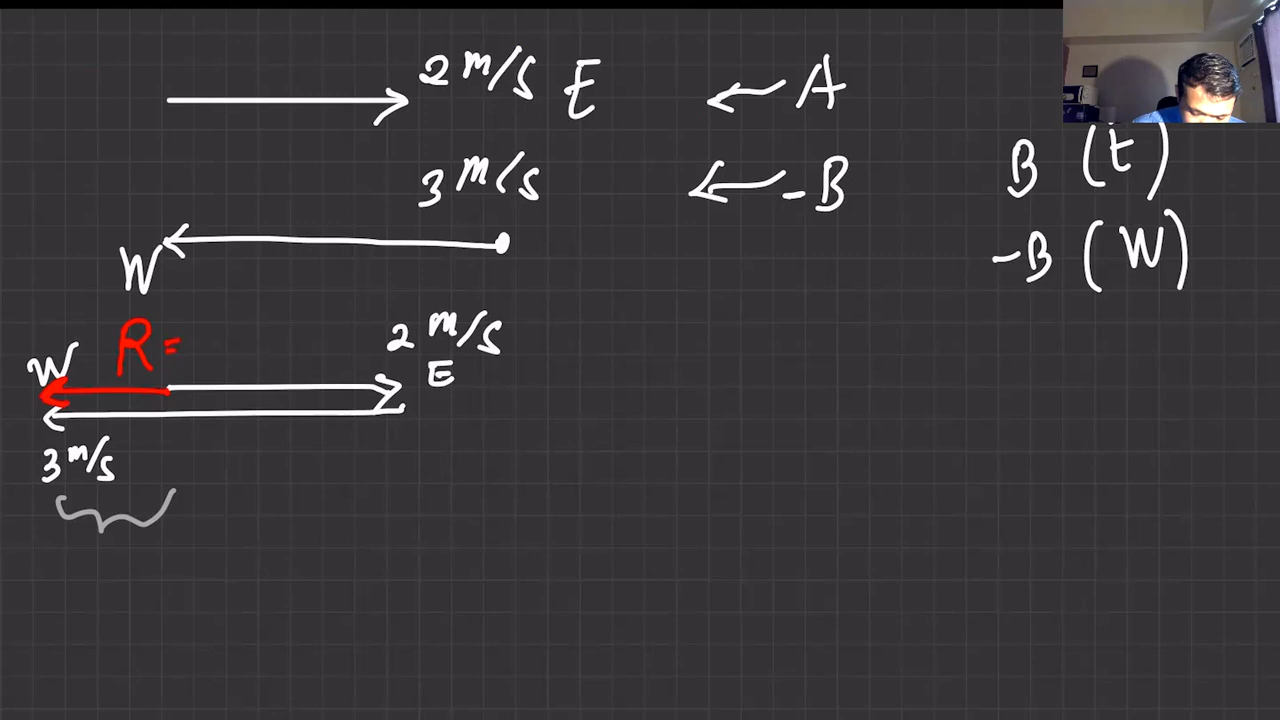 2 m/s E ← A
3 m/s ← -B
B (E)
-B (W)
W
R =
2 m/s
W
E
3 m/s